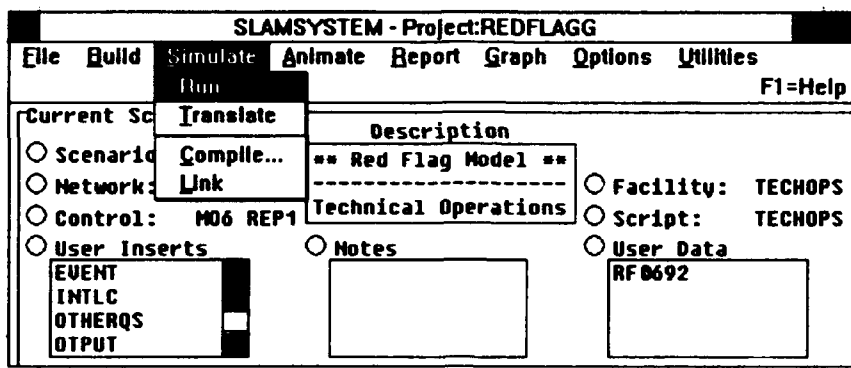 SLAMSYSTEM - Project:REDFLAGG
File Build Simulate Animate Report Graph Options Utilities
Run
F1=Help
Translate
Compile...
Link
Current Sc
Description
** Red Flag Model **
--------------------
Technical Operations
Scenario
Network:
Facility: TECHOPS
Control: M06 REP1
Script: TECHOPS
User Inserts
Notes
User Data
EVENT
INTLC
OTHERQS
OTPUT
RF0692